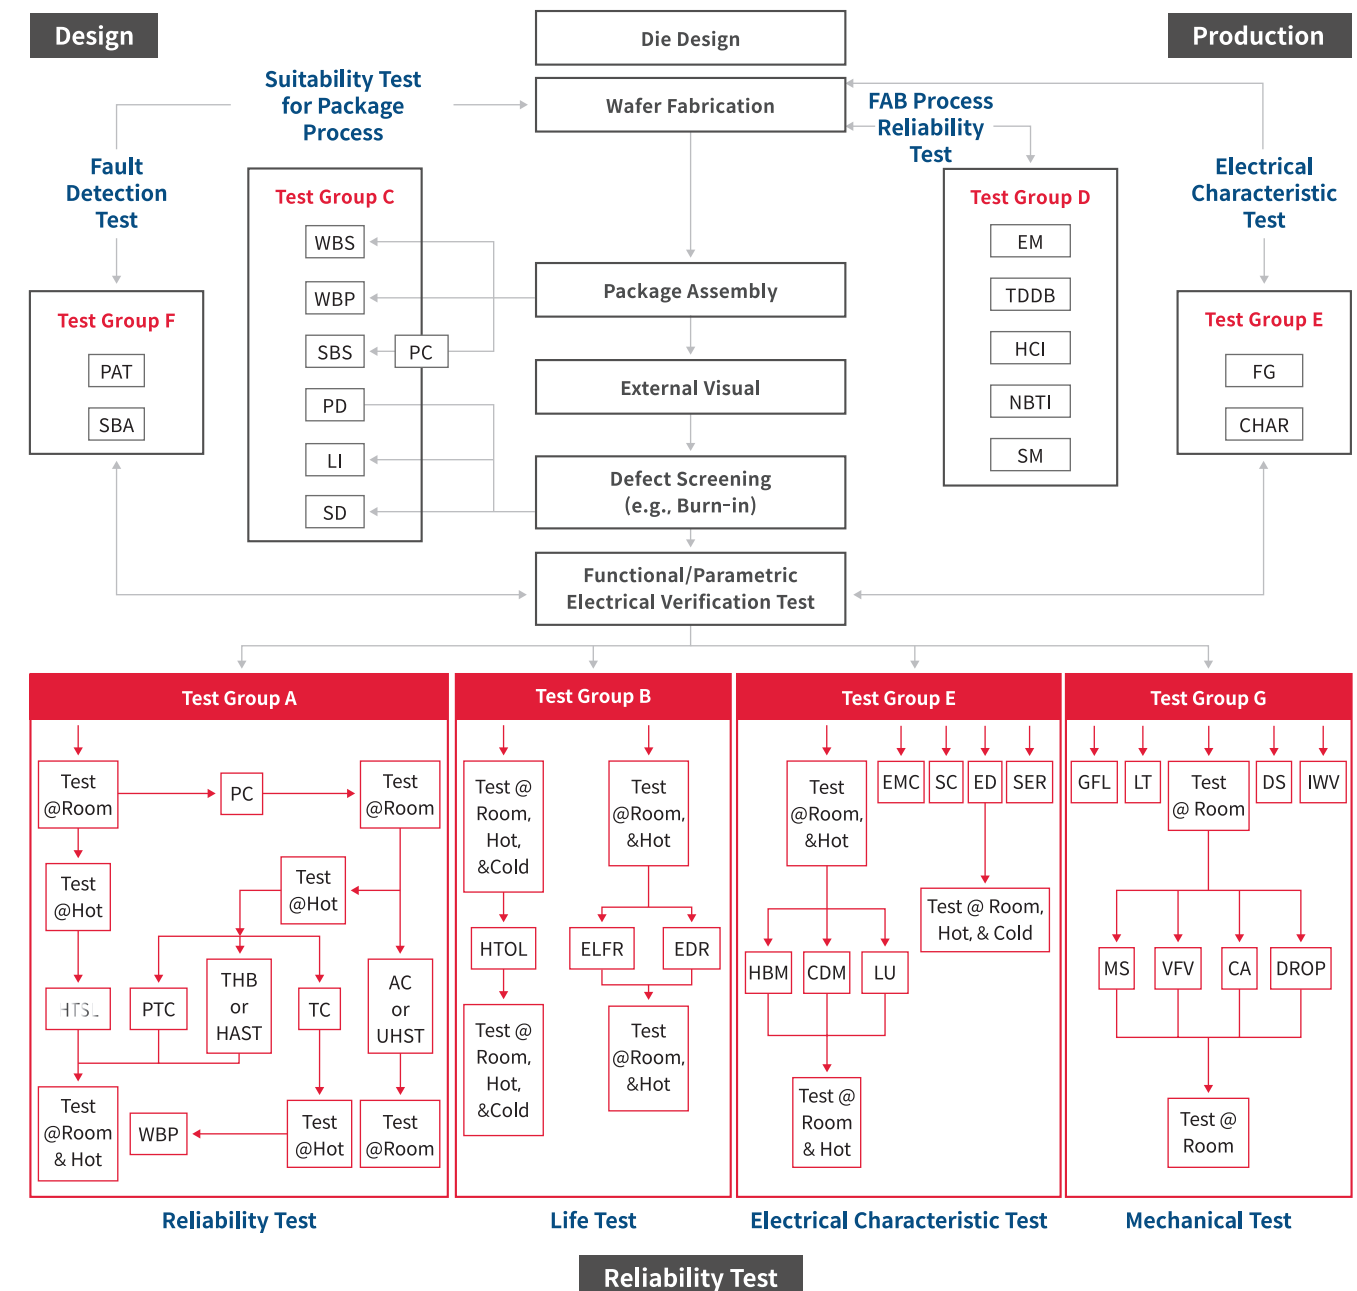 Design
Die Design
Production
Suitability Test
for Package
Process
Wafer Fabrication
FAB Process
Reliability
Test
Fault
Detection
Test
Electrical
Characteristic
Test
Test Group C
WBS
WBP
SBS
PC
PD
LI
SD
Test Group D
EM
TDDB
HCI
NBTI
SM
Test Group F
PAT
SBA
Package Assembly
External Visual
Defect Screening
(e.g., Burn-in)
Functional/Parametric
Electrical Verification Test
Test Group E
FG
CHAR
Test Group A
Test
@Room
PC
Test
@Room
Test
@Hot
Test
@Hot
HTSL
PTC
THB
or
HAST
TC
AC
or
UHST
Test
@Room
& Hot
WBP
Test
@Hot
Test
@Room
Reliability Test
Test Group B
Test @
Room,
Hot,
&Cold
Test
@Room,
&Hot
HTOL
ELFR
EDR
Test @
Room,
Hot,
&Cold
Test
@Room,
&Hot
Life Test
Test Group E
Test
@Room,
&Hot
EMC
SC
ED
SER
Test @ Room,
Hot, & Cold
HBM
CDM
LU
Test @
Room
& Hot
Electrical Characteristic Test
Test Group G
GFL
LT
Test
@ Room
DS
IWV
MS
VFV
CA
DROP
Test @
Room
Mechanical Test
Reliability Test